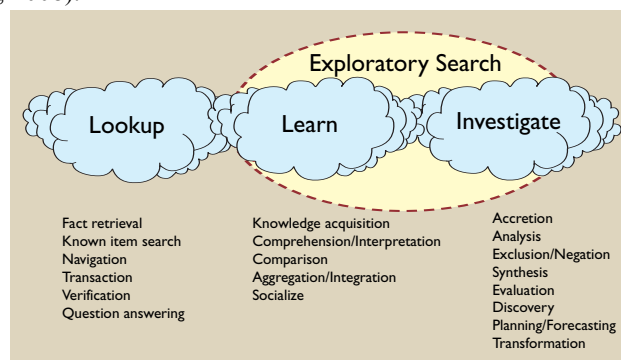 Exploratory Search
Lookup
Learn
Investigate
Fact retrieval
Known item search
Navigation
Transaction
Verification
Question answering
Knowledge acquisition
Comprehension/Interpretation
Comparison
Aggregation/Integration
Socialize
Accretion
Analysis
Exclusion/Negation
Synthesis
Evaluation
Discovery
Planning/Forecasting
Transformation